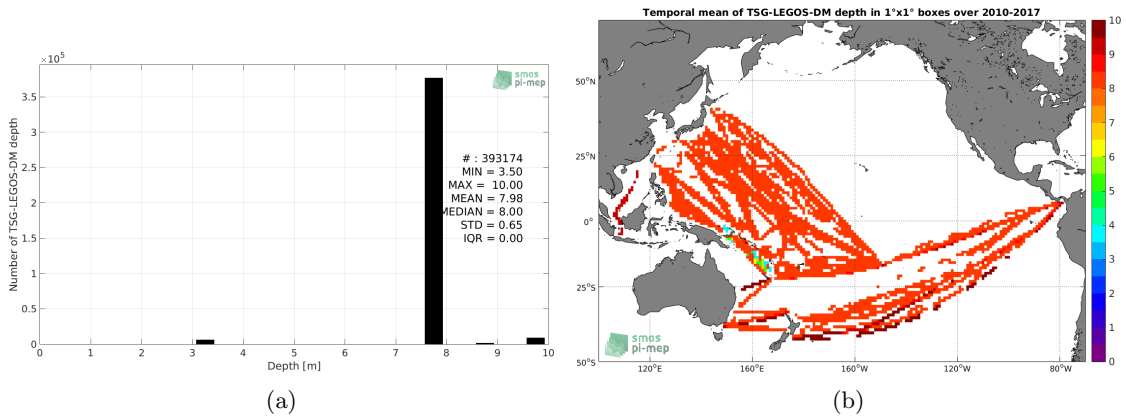 ×10⁵
3.5
3
2.5
2
1.5
1
0.5
0
Number of TSG-LEGOS-DM depth
smos
pi-mep
# : 393174
MIN = 3.50
MAX = 10.00
MEAN = 7.98
MEDIAN = 8.00
STD = 0.65
IQR = 0.00
0 1 2 3 4 5 6 7 8 9 10
Depth [m]
(a)
Temporal mean of TSG-LEGOS-DM depth in 1°x1° boxes over 2010-2017
50°N
25°N
0°
25°S
50°S
120°E 160°E 160°W 120°W 80°W
smos
pi-mep
10
9
8
7
6
5
4
3
2
1
0
(b)